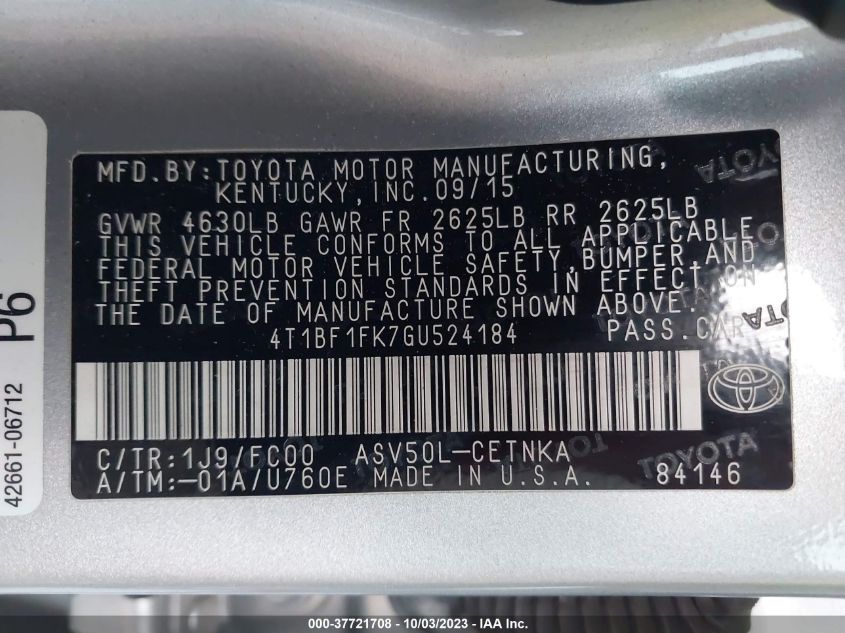 MFD.BY:TOYOTA MOTOR MANUFACTURING,
KENTUCKY,INC.09/15
GVWR 4630LB GAWR FR 2625LB RR 2625LB
THIS VEHICLE CONFORMS TO ALL APPLICABLE
FEDERAL MOTOR VEHICLE SAFETY,BUMPER,AND
THEFT PREVENTION STANDARDS IN EFFECT ON
THE DATE OF MANUFACTURE SHOWN ABOVE.
4T1BF1FK7GU524184 PASS.CAR
C/TR:1J9/FC00 ASV50L-CETNKA
A/TM:-01A/U760E MADE IN U.S.A. 84146
TOYOTA
TOYOTA
TOYOTA
42661-06712
P6
000-37721708 - 10/03/2023 - IAA Inc.